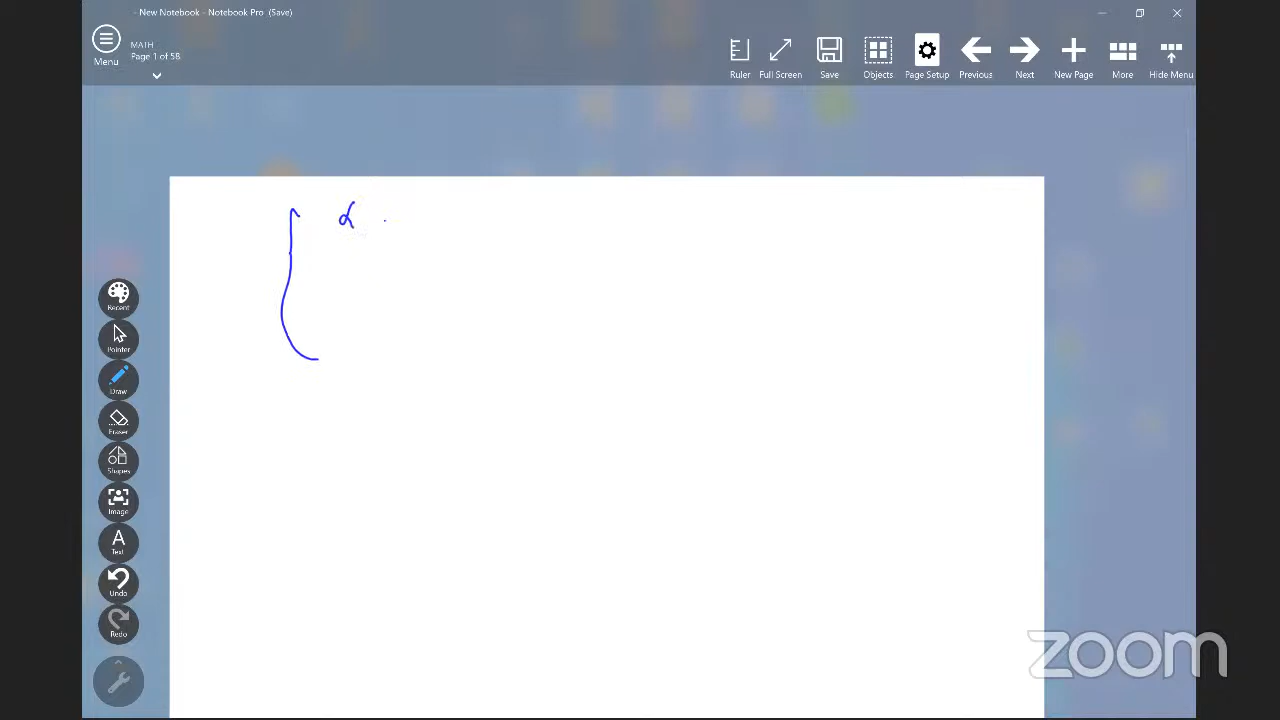 - New Notebook - Notebook Pro (Save)
MATH
Page 1 of 58
Menu
Ruler
Full Screen
Save
Objects
Page Setup
Previous
Next
New Page
More
Hide Menu
( α .
Recent
Pointer
Draw
Eraser
Shapes
Image
A
Text
Undo
Redo
zoom